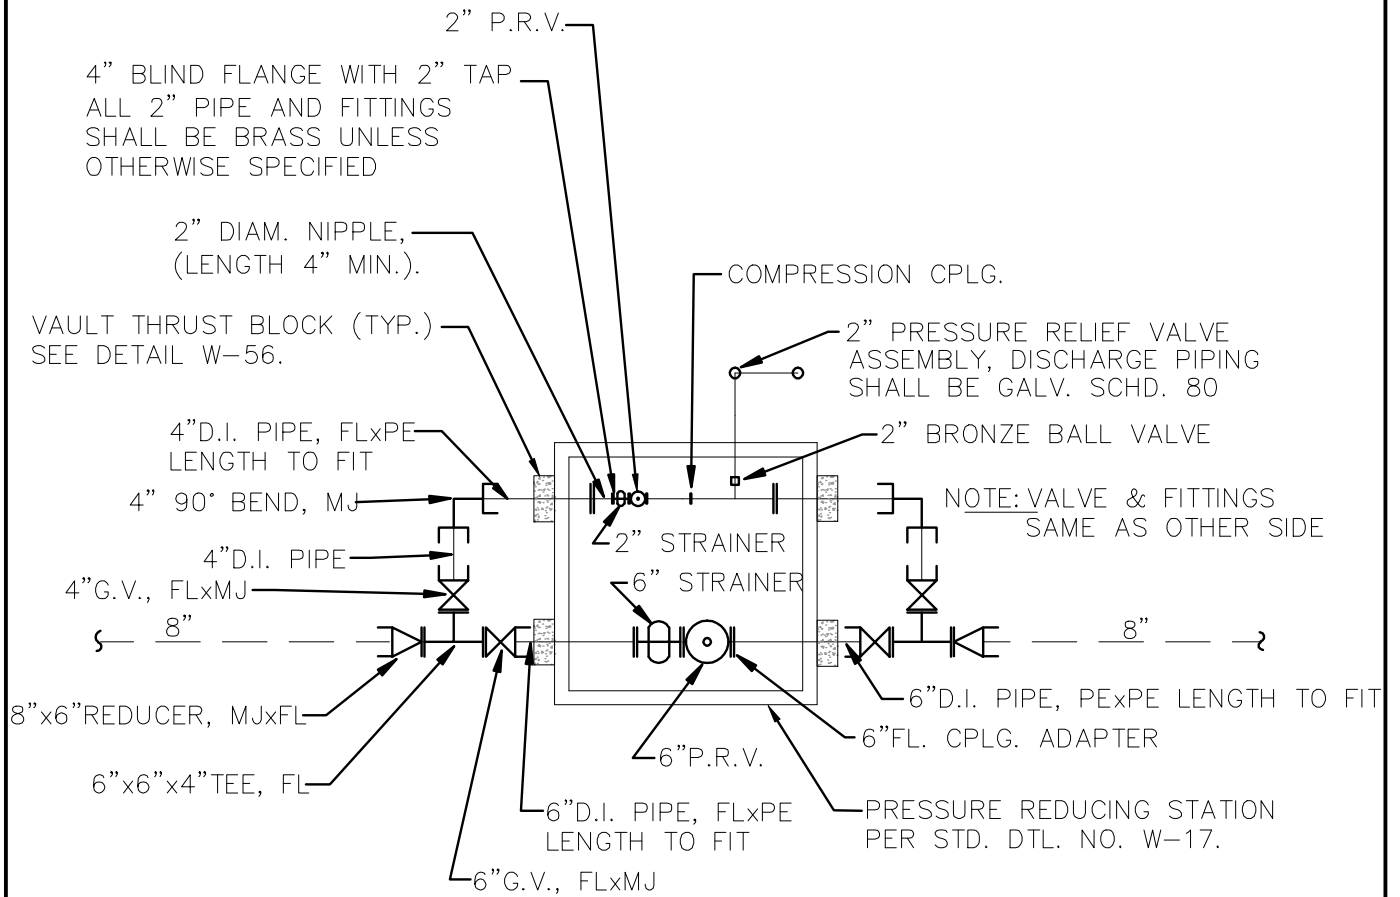 2" P.R.V.
4" BLIND FLANGE WITH 2" TAP
ALL 2" PIPE AND FITTINGS
SHALL BE BRASS UNLESS
OTHERWISE SPECIFIED
2" DIAM. NIPPLE,
(LENGTH 4" MIN.).
COMPRESSION CPLG.
VAULT THRUST BLOCK (TYP.)
SEE DETAIL W-56.
2" PRESSURE RELIEF VALVE
ASSEMBLY, DISCHARGE PIPING
SHALL BE GALV. SCHD. 80
4"D.I. PIPE, FLxPE
LENGTH TO FIT
2" BRONZE BALL VALVE
4" 90° BEND, MJ
NOTE: VALVE & FITTINGS
SAME AS OTHER SIDE
2" STRAINER
4"D.I. PIPE
6" STRAINER
4"G.V., FLxMJ
8"
8"
6"D.I. PIPE, PExPE LENGTH TO FIT
8"x6"REDUCER, MJxFL
6"FL. CPLG. ADAPTER
6"P.R.V.
6"x6"x4"TEE, FL
6"D.I. PIPE, FLxPE
LENGTH TO FIT
PRESSURE REDUCING STATION
PER STD. DTL. NO. W-17.
6"G.V., FLxMJ